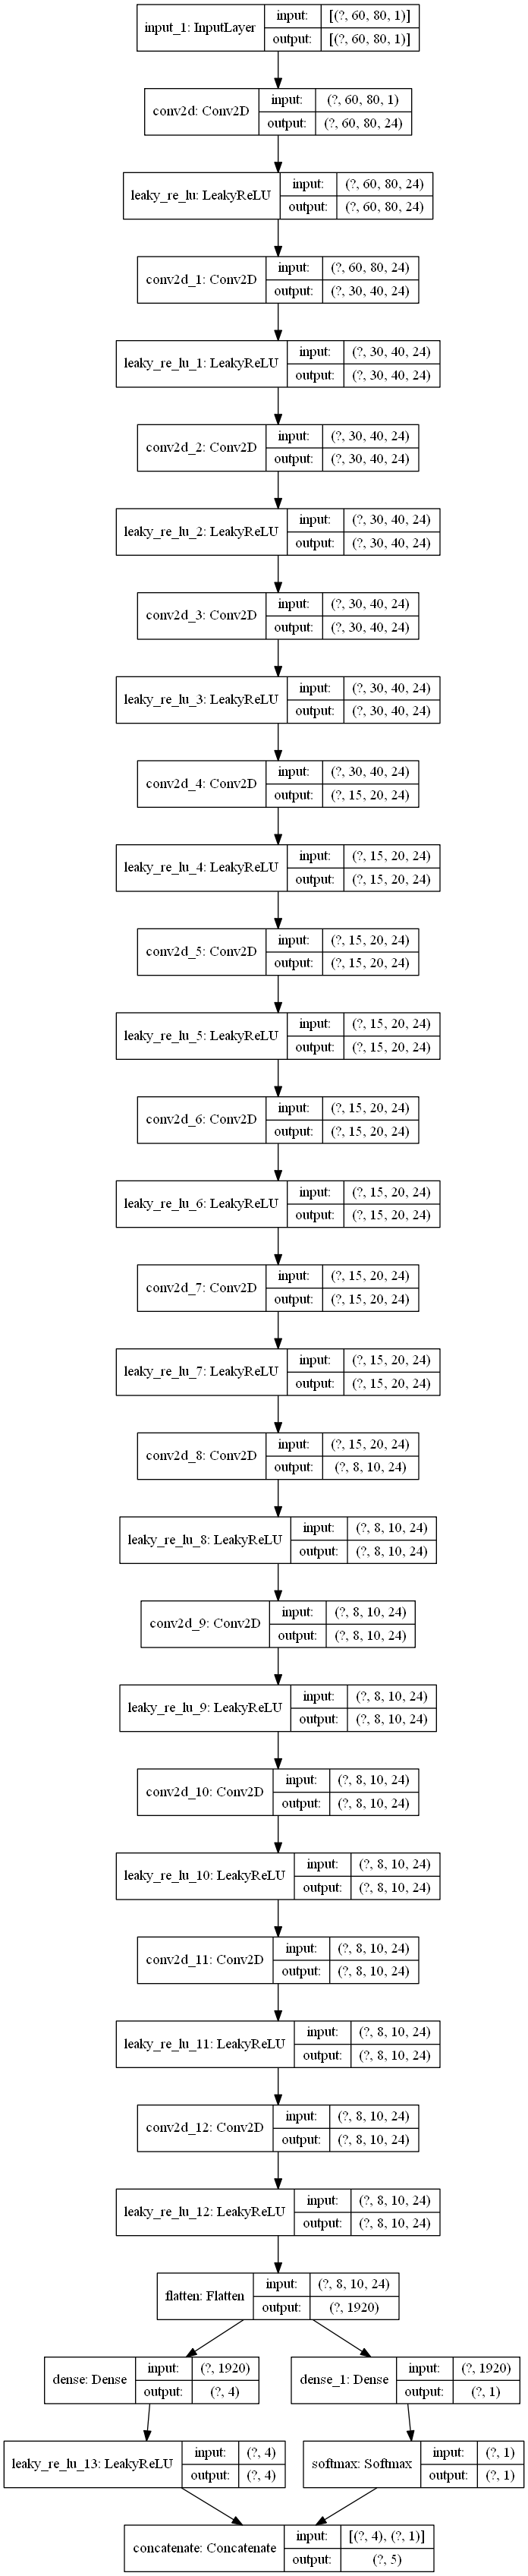 input_1: InputLayer
input: [(?, 60, 80, 1)]
output: [(?, 60, 80, 1)]
conv2d: Conv2D
input: (?, 60, 80, 1)
output: (?, 60, 80, 24)
leaky_re_lu: LeakyReLU
input: (?, 60, 80, 24)
output: (?, 60, 80, 24)
conv2d_1: Conv2D
input: (?, 60, 80, 24)
output: (?, 30, 40, 24)
leaky_re_lu_1: LeakyReLU
input: (?, 30, 40, 24)
output: (?, 30, 40, 24)
conv2d_2: Conv2D
input: (?, 30, 40, 24)
output: (?, 30, 40, 24)
leaky_re_lu_2: LeakyReLU
input: (?, 30, 40, 24)
output: (?, 30, 40, 24)
conv2d_3: Conv2D
input: (?, 30, 40, 24)
output: (?, 30, 40, 24)
leaky_re_lu_3: LeakyReLU
input: (?, 30, 40, 24)
output: (?, 30, 40, 24)
conv2d_4: Conv2D
input: (?, 30, 40, 24)
output: (?, 15, 20, 24)
leaky_re_lu_4: LeakyReLU
input: (?, 15, 20, 24)
output: (?, 15, 20, 24)
conv2d_5: Conv2D
input: (?, 15, 20, 24)
output: (?, 15, 20, 24)
leaky_re_lu_5: LeakyReLU
input: (?, 15, 20, 24)
output: (?, 15, 20, 24)
conv2d_6: Conv2D
input: (?, 15, 20, 24)
output: (?, 15, 20, 24)
leaky_re_lu_6: LeakyReLU
input: (?, 15, 20, 24)
output: (?, 15, 20, 24)
conv2d_7: Conv2D
input: (?, 15, 20, 24)
output: (?, 15, 20, 24)
leaky_re_lu_7: LeakyReLU
input: (?, 15, 20, 24)
output: (?, 15, 20, 24)
conv2d_8: Conv2D
input: (?, 15, 20, 24)
output: (?, 8, 10, 24)
leaky_re_lu_8: LeakyReLU
input: (?, 8, 10, 24)
output: (?, 8, 10, 24)
conv2d_9: Conv2D
input: (?, 8, 10, 24)
output: (?, 8, 10, 24)
leaky_re_lu_9: LeakyReLU
input: (?, 8, 10, 24)
output: (?, 8, 10, 24)
conv2d_10: Conv2D
input: (?, 8, 10, 24)
output: (?, 8, 10, 24)
leaky_re_lu_10: LeakyReLU
input: (?, 8, 10, 24)
output: (?, 8, 10, 24)
conv2d_11: Conv2D
input: (?, 8, 10, 24)
output: (?, 8, 10, 24)
leaky_re_lu_11: LeakyReLU
input: (?, 8, 10, 24)
output: (?, 8, 10, 24)
conv2d_12: Conv2D
input: (?, 8, 10, 24)
output: (?, 8, 10, 24)
leaky_re_lu_12: LeakyReLU
input: (?, 8, 10, 24)
output: (?, 8, 10, 24)
flatten: Flatten
input: (?, 8, 10, 24)
output: (?, 1920)
dense: Dense
input: (?, 1920)
output: (?, 4)
dense_1: Dense
input: (?, 1920)
output: (?, 1)
leaky_re_lu_13: LeakyReLU
input: (?, 4)
output: (?, 4)
softmax: Softmax
input: (?, 1)
output: (?, 1)
concatenate: Concatenate
input: [(?, 4), (?, 1)]
output: (?, 5)